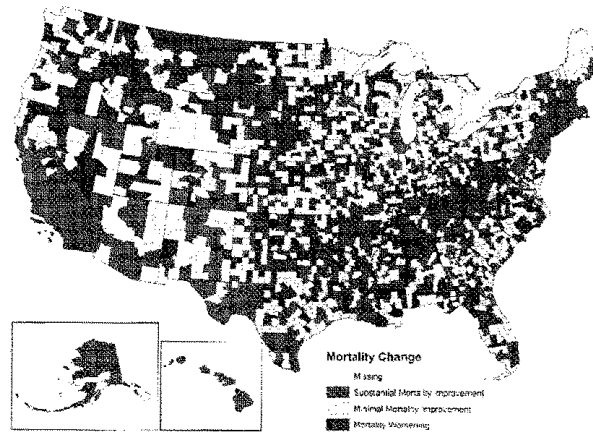 Mortality Change
Missing
Substantial Mortality Improvement
Minimal Mortality Improvement
Mortality Worsening